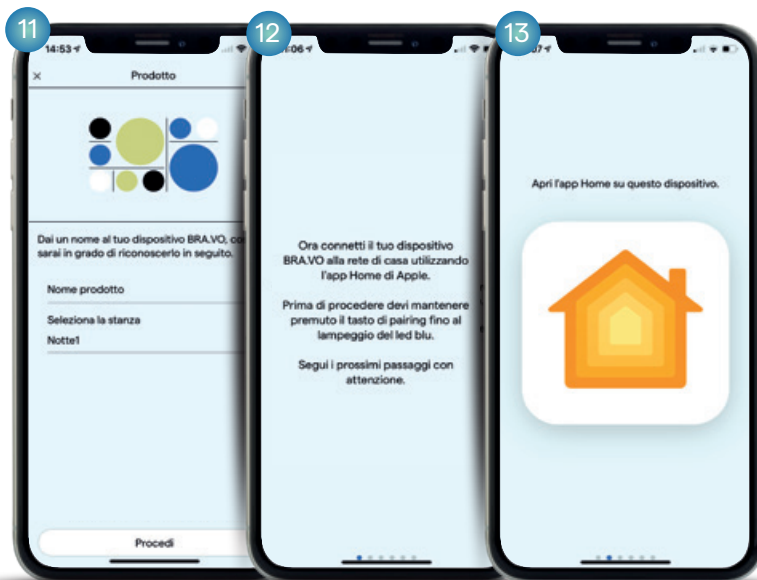 11
14:53
Prodotto
Dai un nome al tuo dispositivo BRA.VO,
sarai in grado di riconoscerlo in seguito.
Nome prodotto
Seleziona la stanza
Notte1
Procedi
12
:06
Ora connetti il tuo dispositivo
BRA.VO alla rete di casa utilizzando
l'app Home di Apple.
Prima di procedere devi mantenere
premuto il tasto di pairing fino al
lampeggio del led blu.
Segui i prossimi passaggi con
attenzione.
13
Apri l'app Home su questo dispositivo.